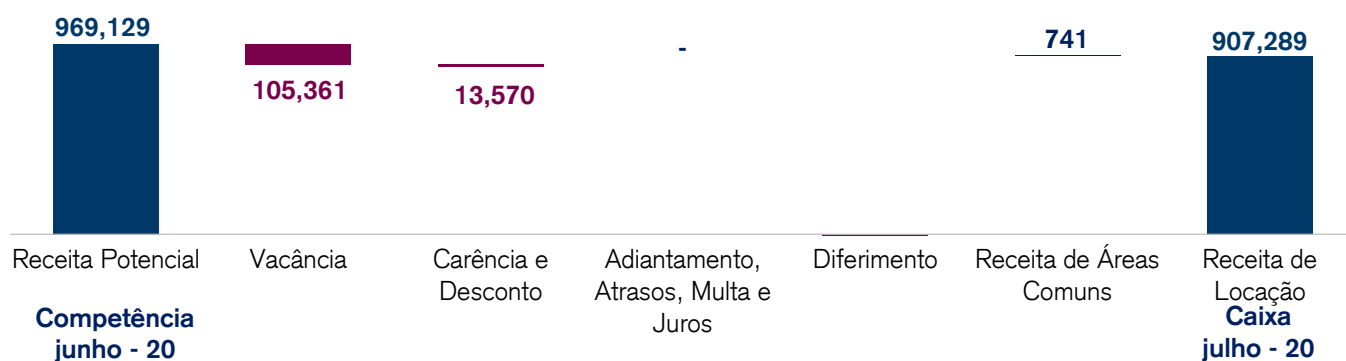 969,129
105,361
13,570
-
741
907,289
Receita Potencial
Vacância
Carência e
Desconto
Adiantamento,
Atrasos, Multa e
Juros
Diferimento
Receita de Áreas
Comuns
Receita de
Locação
Competência
junho - 20
Caixa
julho - 20